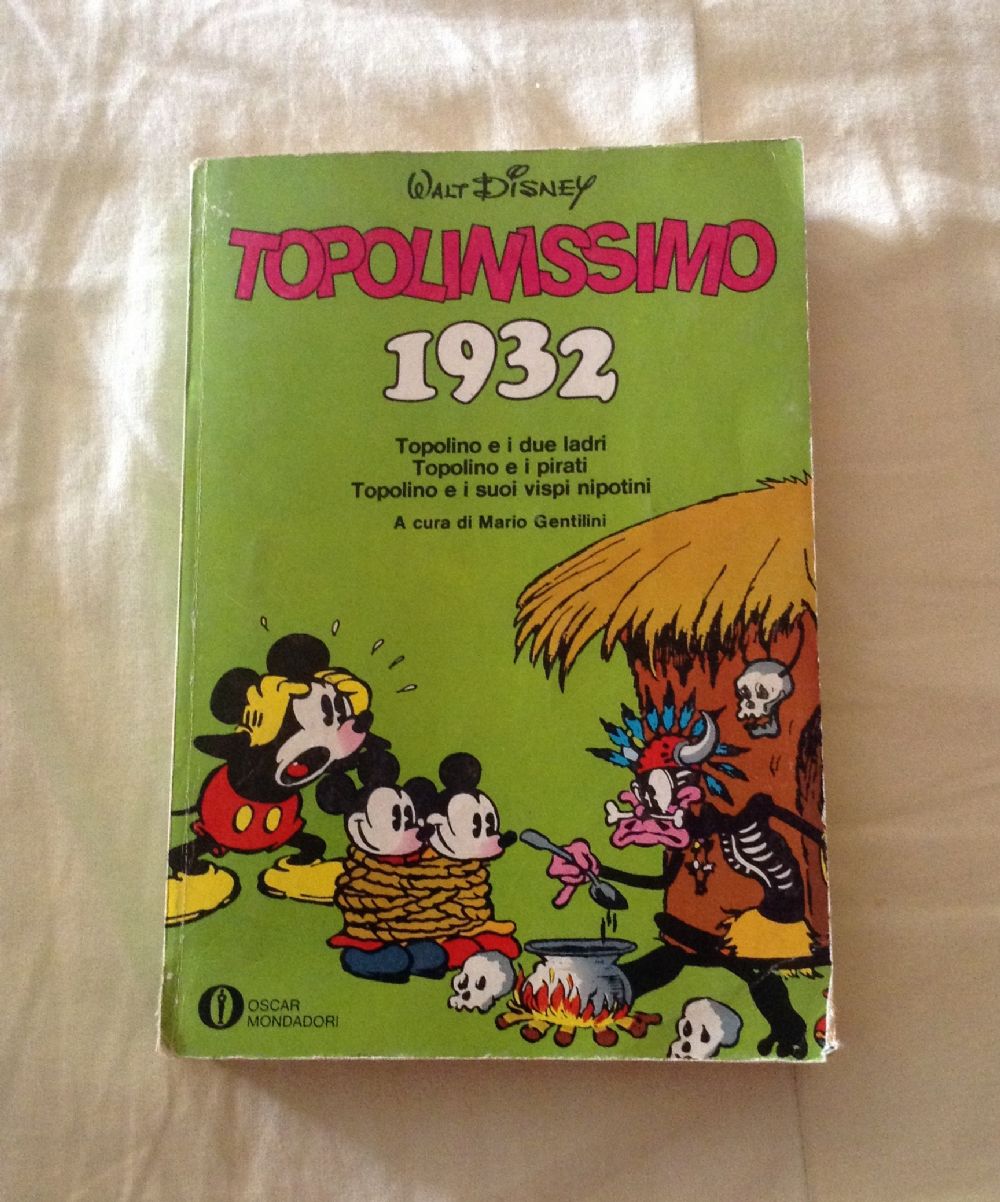 WALT DISNEY
TOPOLINISSIMO
1932
Topolino e i due ladri
Topolino e i pirati
Topolino e i suoi vispi nipotini
A cura di Mario Gentilini
OSCAR
MONDADORI